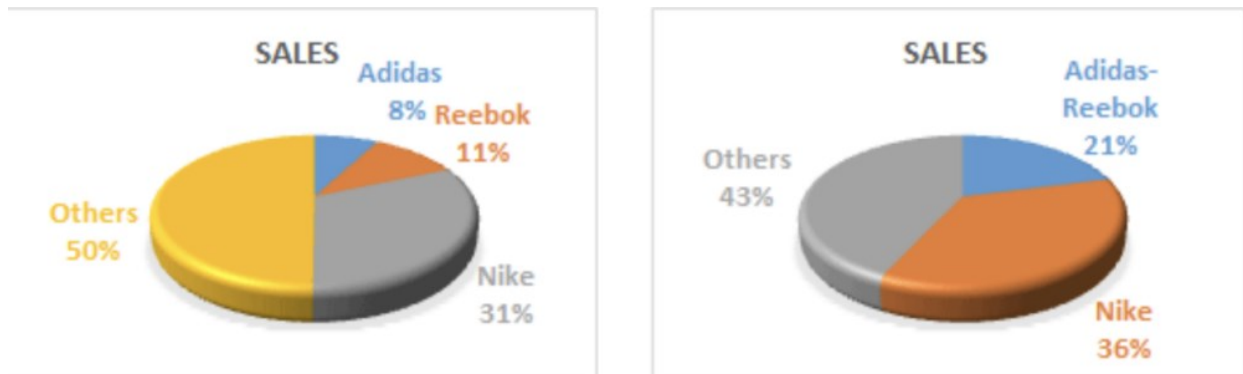 SALES
Adidas
8%
Reebok
11%
Others
50%
Nike
31%
SALES
Adidas-
Reebok
21%
Others
43%
Nike
36%